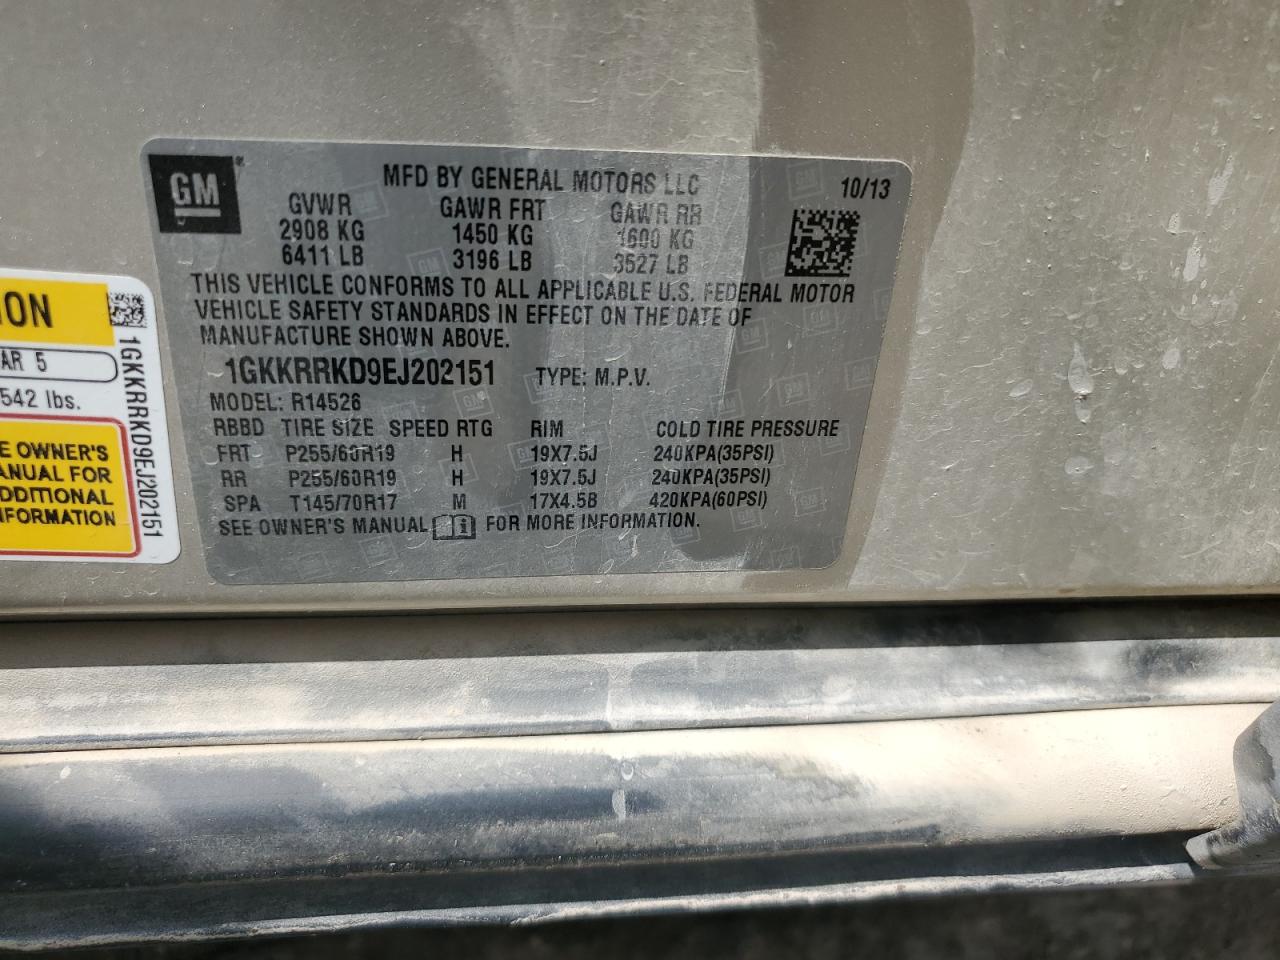 GM
MFD BY GENERAL MOTORS LLC 10/13
GVWR GAWR FRT GAWR RR
2908 KG 1450 KG 1600 KG
6411 LB 3196 LB 3527 LB
THIS VEHICLE CONFORMS TO ALL APPLICABLE U.S. FEDERAL MOTOR
VEHICLE SAFETY STANDARDS IN EFFECT ON THE DATE OF
MANUFACTURE SHOWN ABOVE.
1GKKRRKD9EJ202151 TYPE: M.P.V.
MODEL: R14526
RBBD TIRE SIZE SPEED RTG RIM COLD TIRE PRESSURE
FRT P255/60R19 H 19X7.5J 240KPA(35PSI)
RR P255/60R19 H 19X7.5J 240KPA(35PSI)
SPA T145/70R17 M 17X4.5B 420KPA(60PSI)
SEE OWNER'S MANUAL FOR MORE INFORMATION.
ION
AR 5
542 lbs.
E OWNER'S
ANUAL FOR
DDITIONAL
FORMATION
1GKKRRKD9EJ202151